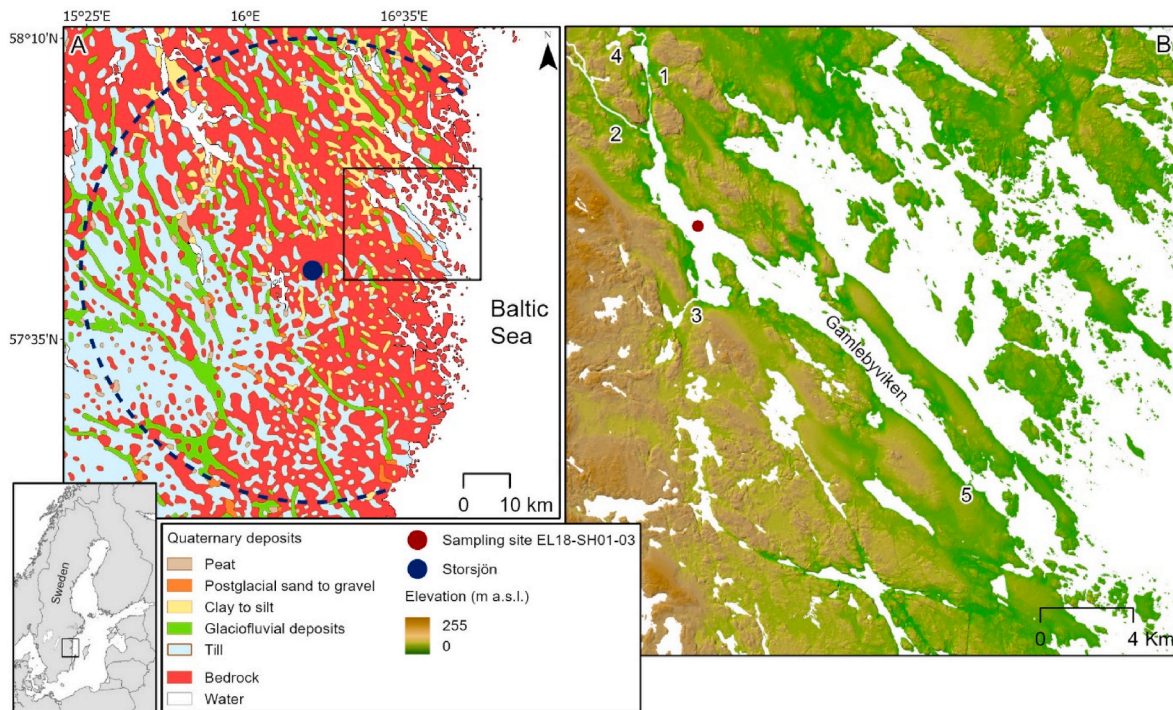 15°25'E
16°E
16°35'E
58°10'N
57°35'N
A
N
Baltic
Sea
0
10 km
Sweden
Quaternary deposits
Peat
Postglacial sand to gravel
Clay to silt
Glaciofluvial deposits
Till
Bedrock
Water
Sampling site EL18-SH01-03
Storsjön
Elevation (m a.s.l.)
255
0
B
4
1
2
3
Gamlebyviken
5
0
4 Km